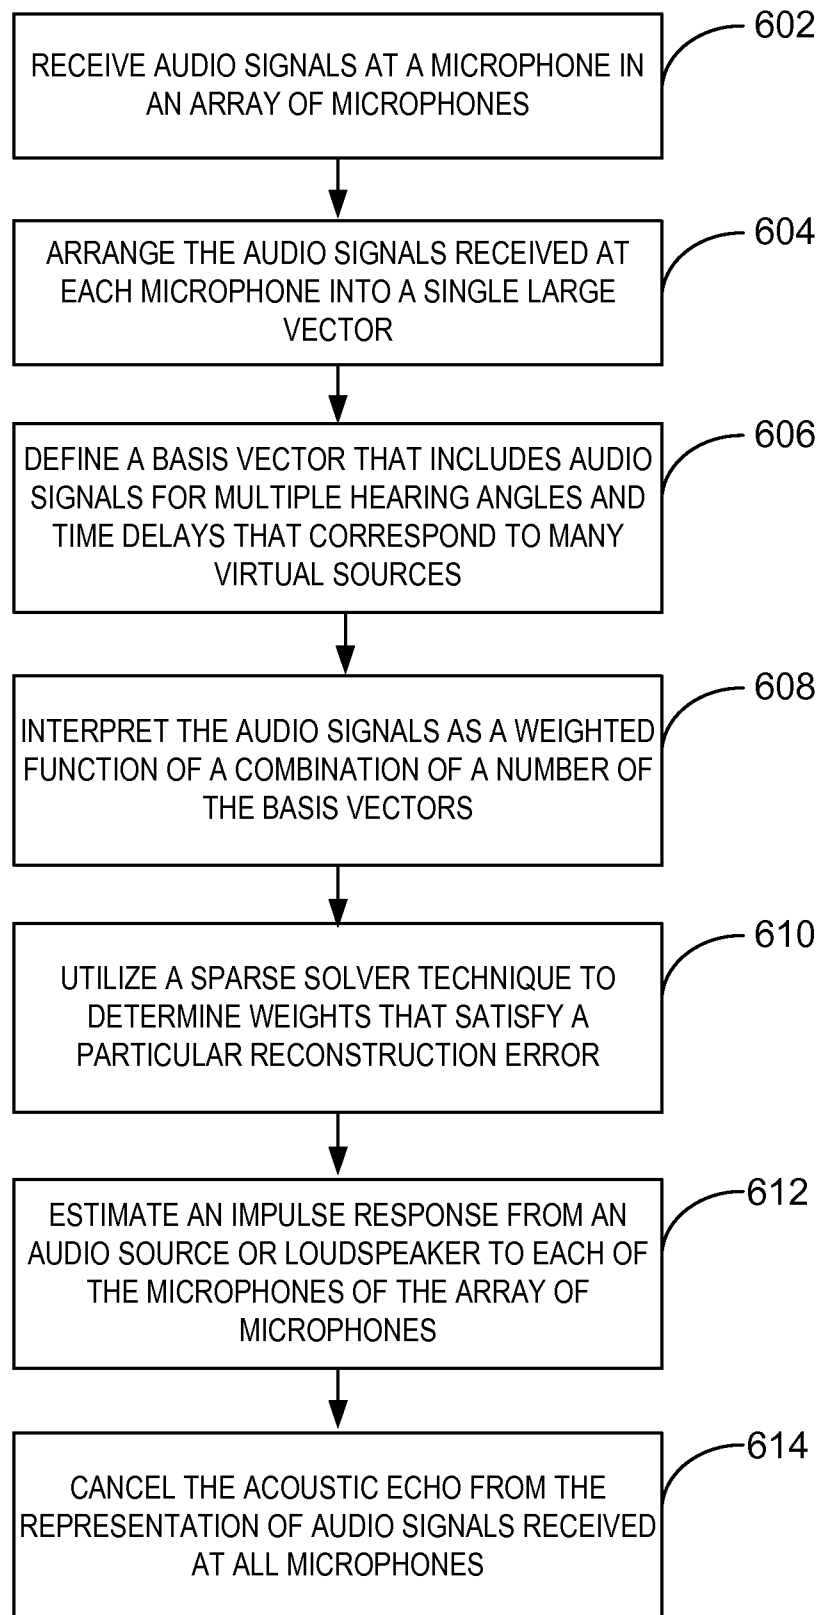 602
RECEIVE AUDIO SIGNALS AT A MICROPHONE IN
AN ARRAY OF MICROPHONES
604
ARRANGE THE AUDIO SIGNALS RECEIVED AT
EACH MICROPHONE INTO A SINGLE LARGE
VECTOR
606
DEFINE A BASIS VECTOR THAT INCLUDES AUDIO
SIGNALS FOR MULTIPLE HEARING ANGLES AND
TIME DELAYS THAT CORRESPOND TO MANY
VIRTUAL SOURCES
608
INTERPRET THE AUDIO SIGNALS AS A WEIGHTED
FUNCTION OF A COMBINATION OF A NUMBER OF
THE BASIS VECTORS
610
UTILIZE A SPARSE SOLVER TECHNIQUE TO
DETERMINE WEIGHTS THAT SATISFY A
PARTICULAR RECONSTRUCTION ERROR
612
ESTIMATE AN IMPULSE RESPONSE FROM AN
AUDIO SOURCE OR LOUDSPEAKER TO EACH OF
THE MICROPHONES OF THE ARRAY OF
MICROPHONES
614
CANCEL THE ACOUSTIC ECHO FROM THE
REPRESENTATION OF AUDIO SIGNALS RECEIVED
AT ALL MICROPHONES